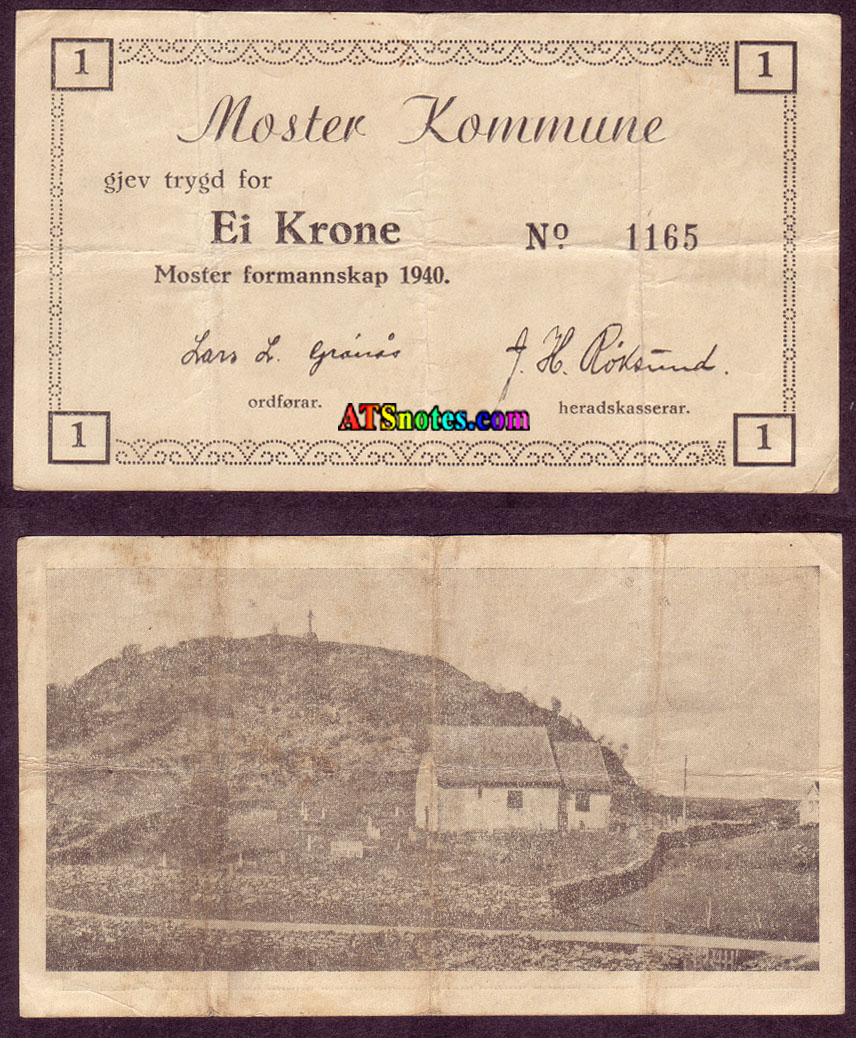 1 1
Moster Kommune
gjev trygd for
Ei Krone Nº 1165
Moster formannskap 1940.
Lars L. Grånås J. H. Røksund.
ordførar. heradskasserar.
ATSnotes.com
1 1